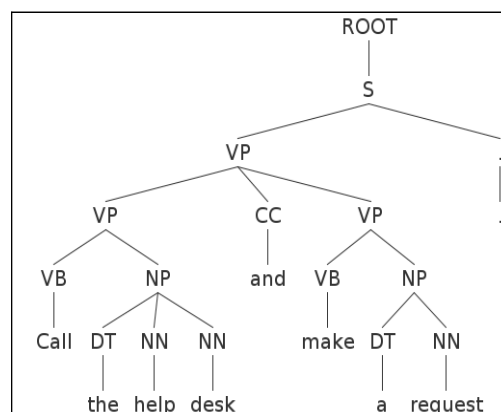 ROOT
S
VP .
VP CC VP .
VB NP and VB NP
Call DT NN NN make DT NN
the help desk a request